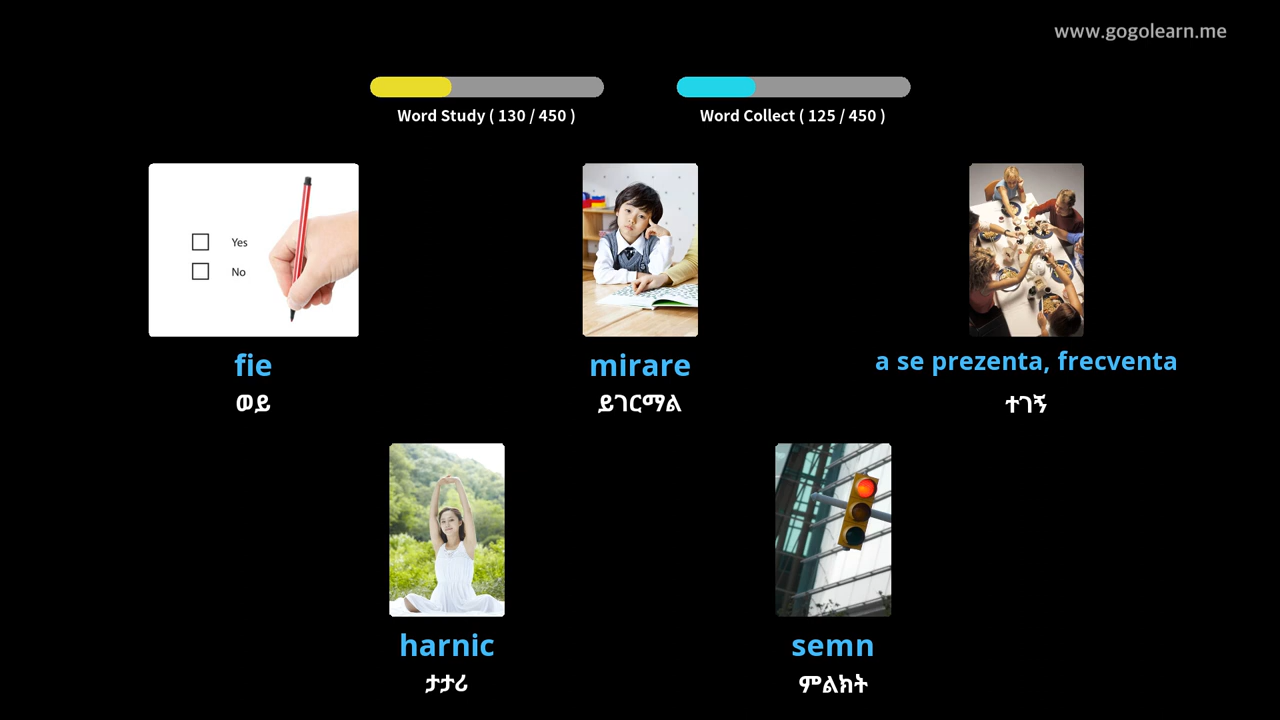 www.gogolearn.me
Word Study ( 130 / 450 )
Word Collect ( 125 / 450 )
Yes
No
fie
ወይ
mirare
ይገርማል
a se prezenta, frecventa
ተገኝ
harnic
ታታሪ
semn
ምልክት